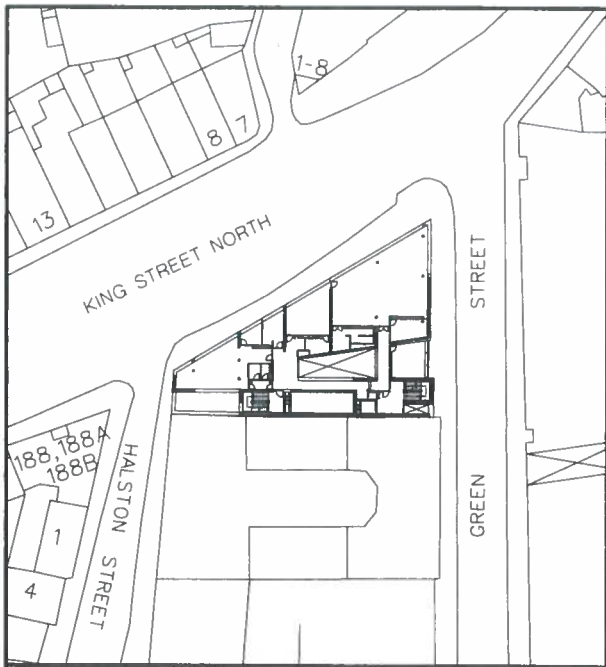 1-8
8
7
13
KING STREET NORTH
STREET
GREEN
HALSTON STREET
188,188A
188B
1
4